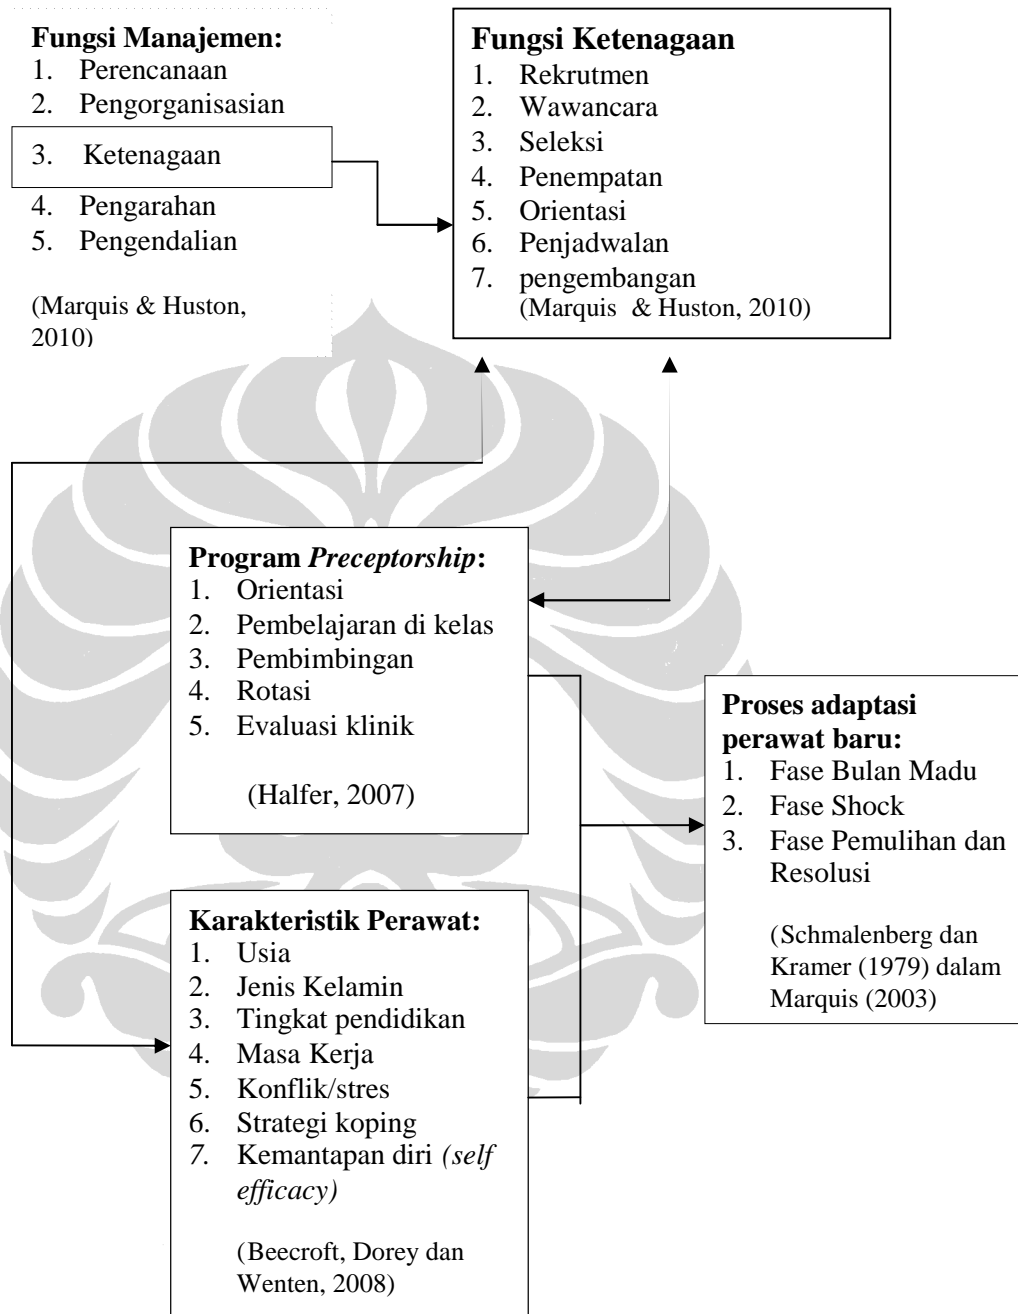 Fungsi Manajemen:
1. Perencanaan
2. Pengorganisasian
3. Ketenagaan
4. Pengarahan
5. Pengendalian
(Marquis & Huston,
2010)
Fungsi Ketenagaan
1. Rekrutmen
2. Wawancara
3. Seleksi
4. Penempatan
5. Orientasi
6. Penjadwalan
7. pengembangan
(Marquis & Huston, 2010)
Program Preceptorship:
1. Orientasi
2. Pembelajaran di kelas
3. Pembimbingan
4. Rotasi
5. Evaluasi klinik
(Halfer, 2007)
Proses adaptasi
perawat baru:
1. Fase Bulan Madu
2. Fase Shock
3. Fase Pemulihan dan
Resolusi
(Schmalenberg dan
Kramer (1979) dalam
Marquis (2003)
Karakteristik Perawat:
1. Usia
2. Jenis Kelamin
3. Tingkat pendidikan
4. Masa Kerja
5. Konflik/stres
6. Strategi koping
7. Kemantapan diri (self
efficacy)
(Beecroft, Dorey dan
Wenten, 2008)